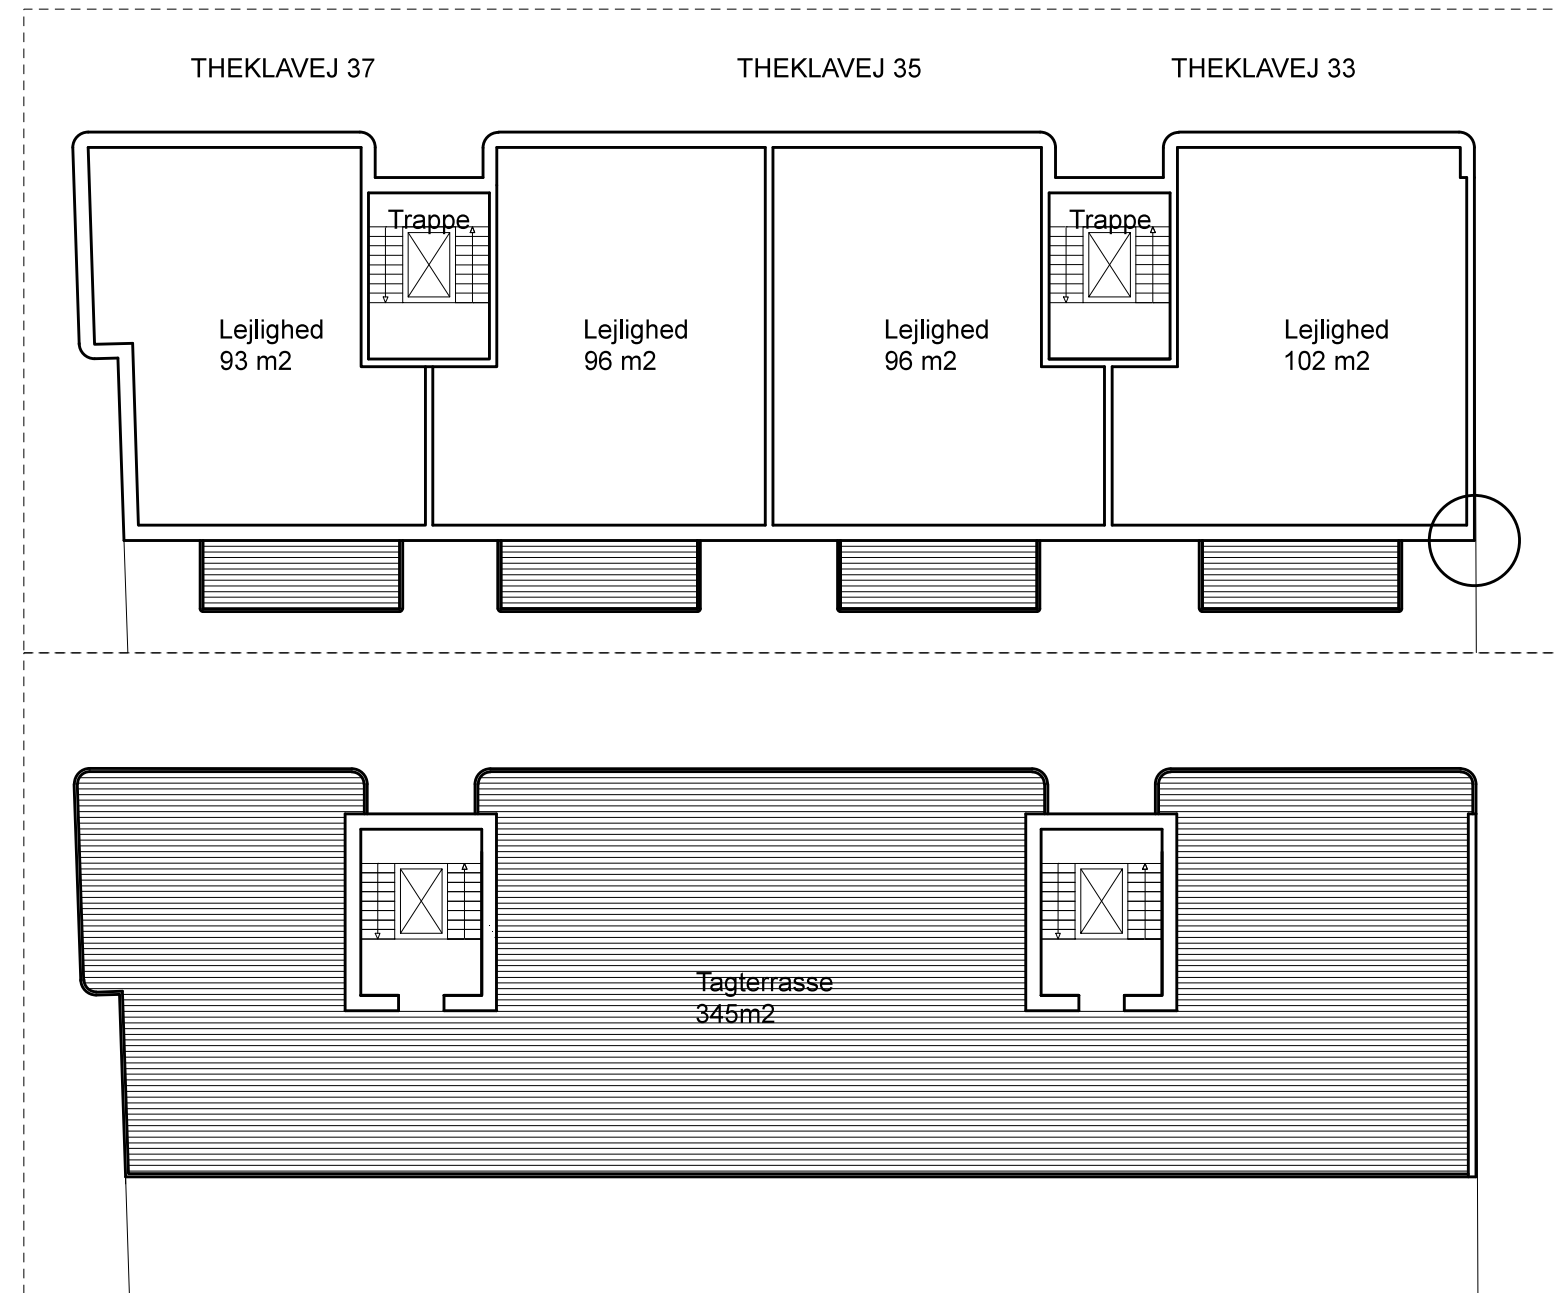 THEKLAVEJ 37
THEKLAVEJ 35
THEKLAVEJ 33
Trappe
Trappe
Lejlighed
93 m2
Lejlighed
96 m2
Lejlighed
96 m2
Lejlighed
102 m2
Tagterrasse
345m2